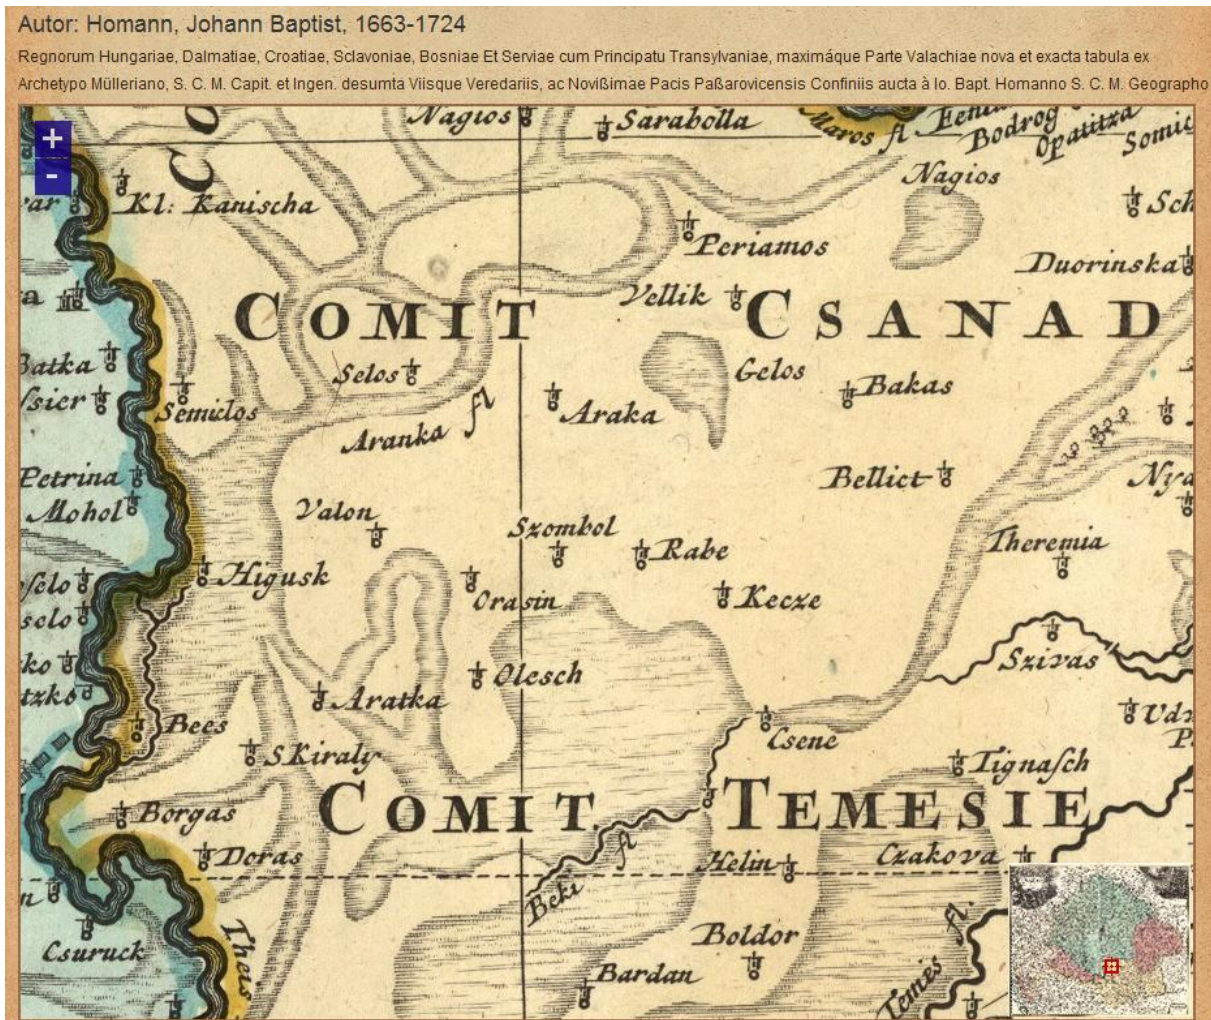 Autor: Homann, Johann Baptist, 1663-1724
Regnorum Hungariae, Dalmatiae, Croatiae, Sclavoniae, Bosniae Et Serviae cum Principatu Transylvaniae, maximáque Parte Valachiae nova et exacta tabula ex
Archetypo Mülleriano, S. C. M. Capit. et Ingen. desumta Viisque Veredariis, ac Novißimae Pacis Paßarovicensis Confiniis aucta à Io. Bapt. Homanno S. C. M. Geographo
+
-
Nagios
Sarabolla
Maros fl
Bodrog
Opatitza
Nagios
Kl: Kanischa
Periamos
Duorinska
Vellik
COMIT CSANAD
Selos
Gelos
Bakas
Semiclos
Araka
Aranka fl
Petrina
Bellict
Mohol
Valon
Szombol
Rabe
Theremia
Higusk
Orasin
Kecze
Szivas
Olesch
Aratka
Bees
Csene
S Kiraly
Tignasch
COMIT. TEMESIE
Borgas
Doras
Helin
Czakova
Beki fl
Csuruck
Theis
Boldor
Bardan
Temes fl.